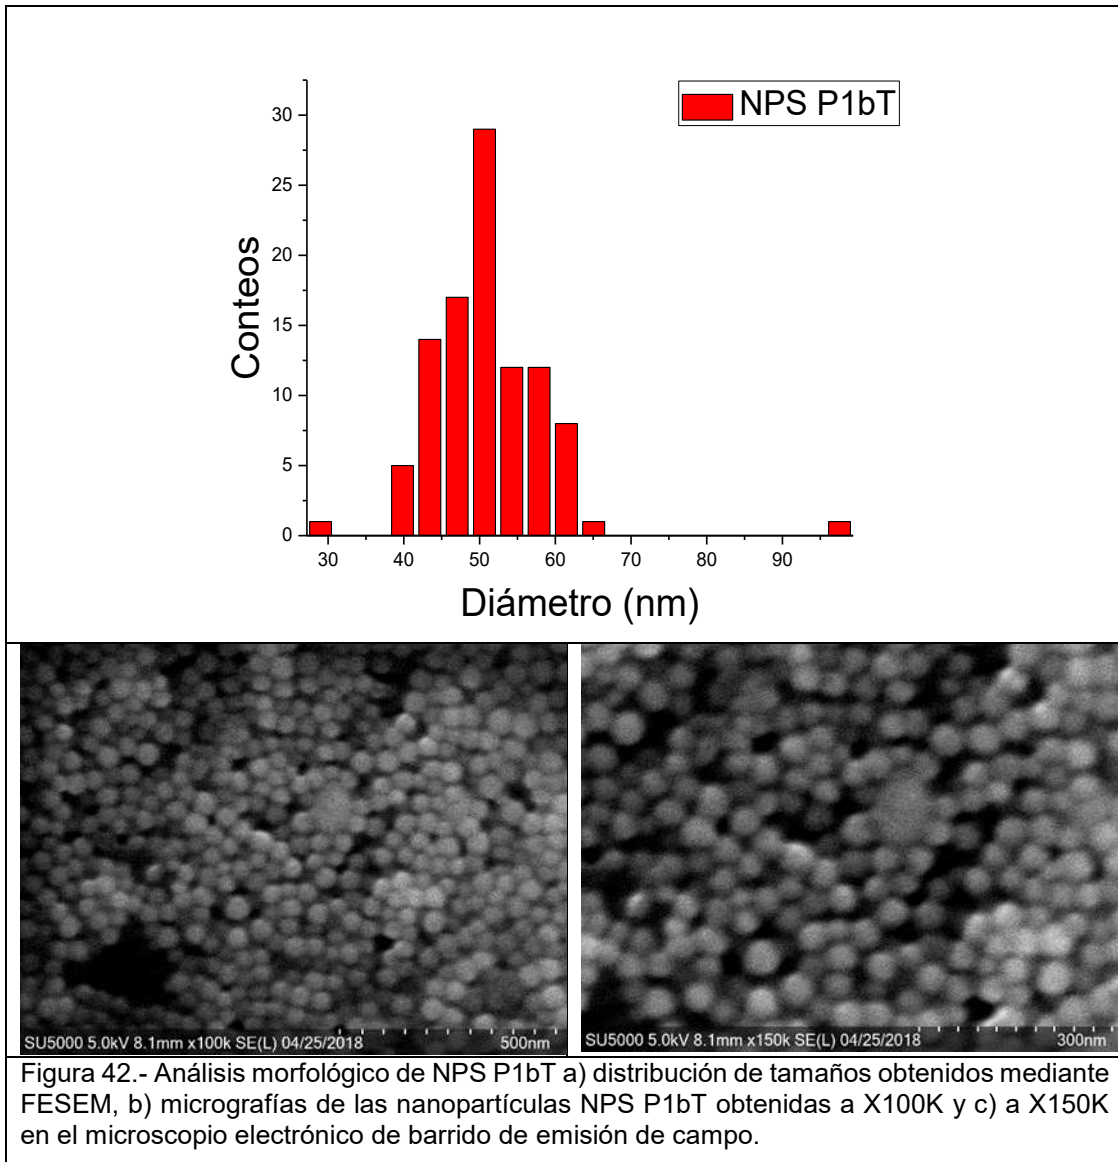 NPS P1bT
30
25
20
15
10
5
0
Conteos
30 40 50 60 70 80 90
Diámetro (nm)
SU5000 5.0kV 8.1mm x100k SE(L) 04/25/2018 500nm
SU5000 5.0kV 8.1mm x150k SE(L) 04/25/2018 300nm
Figura 42.- Análisis morfológico de NPS P1bT a) distribución de tamaños obtenidos mediante
FESEM, b) micrografías de las nanopartículas NPS P1bT obtenidas a X100K y c) a X150K
en el microscopio electrónico de barrido de emisión de campo.